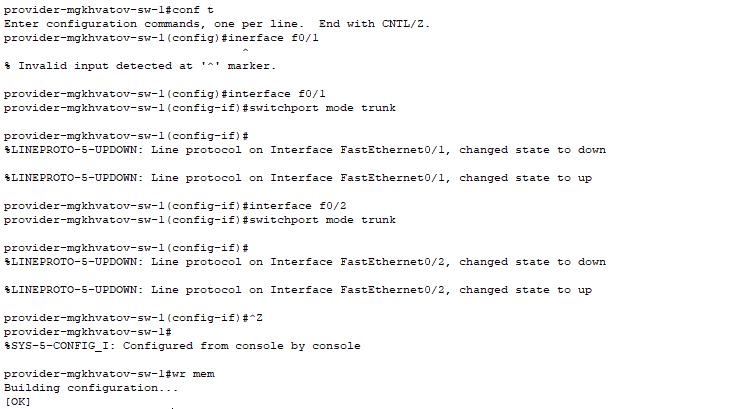 provider-mgkhvatov-sw-1#conf t
Enter configuration commands, one per line.  End with CNTL/Z.
provider-mgkhvatov-sw-1(config)#inerface f0/1
^
% Invalid input detected at '^' marker.
provider-mgkhvatov-sw-1(config)#interface f0/1
provider-mgkhvatov-sw-1(config-if)#switchport mode trunk
provider-mgkhvatov-sw-1(config-if)#
%LINEPROTO-5-UPDOWN: Line protocol on Interface FastEthernet0/1, changed state to down
%LINEPROTO-5-UPDOWN: Line protocol on Interface FastEthernet0/1, changed state to up
provider-mgkhvatov-sw-1(config-if)#interface f0/2
provider-mgkhvatov-sw-1(config-if)#switchport mode trunk
provider-mgkhvatov-sw-1(config-if)#
%LINEPROTO-5-UPDOWN: Line protocol on Interface FastEthernet0/2, changed state to down
%LINEPROTO-5-UPDOWN: Line protocol on Interface FastEthernet0/2, changed state to up
provider-mgkhvatov-sw-1(config-if)#^Z
provider-mgkhvatov-sw-1#
%SYS-5-CONFIG_I: Configured from console by console
provider-mgkhvatov-sw-1#wr mem
Building configuration...
[OK]